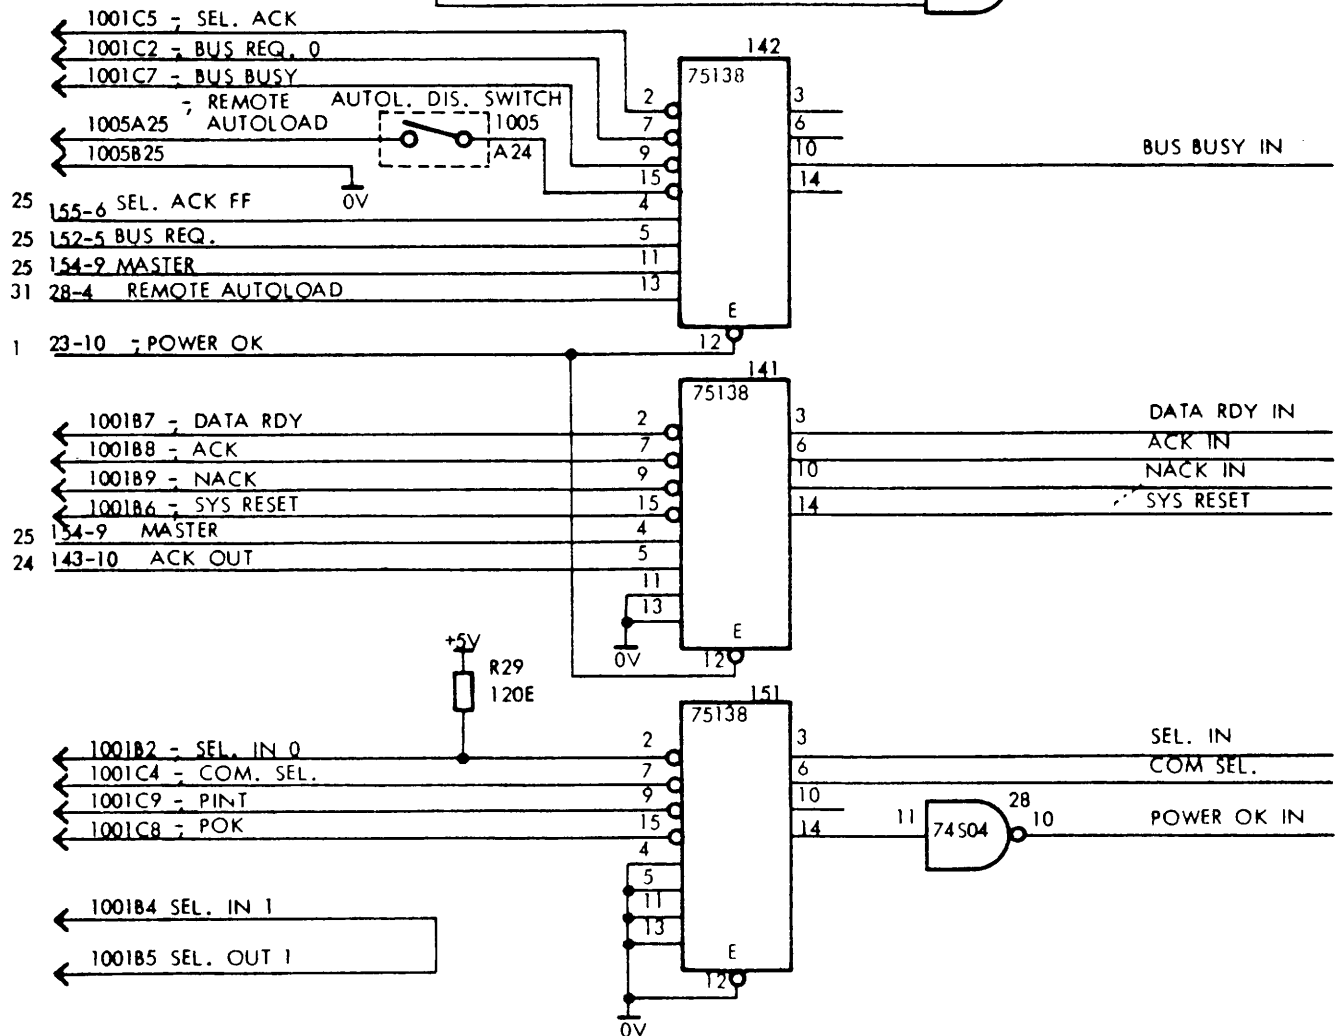 1001C5 -, SEL. ACK
1001C2 -, BUS REQ. 0
1001C7 -, BUS BUSY
-, REMOTE AUTOL. DIS. SWITCH
1005A25 AUTOLOAD 1005
1005B25 A24
0V
142
75138
2 3
7 6
9 10 BUS BUSY IN
15 14
25 155-6 SEL. ACK FF 4
25 152-5 BUS REQ. 5
25 154-9 MASTER 11
31 28-4 REMOTE AUTOLOAD 13
E
1 23-10 -, POWER OK 12
141
75138
1001B7 -, DATA RDY 2 3 DATA RDY IN
1001B8 -, ACK 7 6 ACK IN
1001B9 -, NACK 9 10 NACK IN
1001B6 -, SYS RESET 15 14 SYS RESET
25 154-9 MASTER 4
24 143-10 ACK OUT 5
11
13
E
0V 12
+5V
R29
120E
151
75138
1001B2 -, SEL. IN 0 2 3 SEL. IN
1001C4 -, COM. SEL. 7 6 COM SEL.
1001C9 -, PINT 9 10
1001C8 -, POK 15 14 11 74S04 28 10 POWER OK IN
4
5
11
13
1001B4 SEL. IN 1
1001B5 SEL. OUT 1
E
12
0V